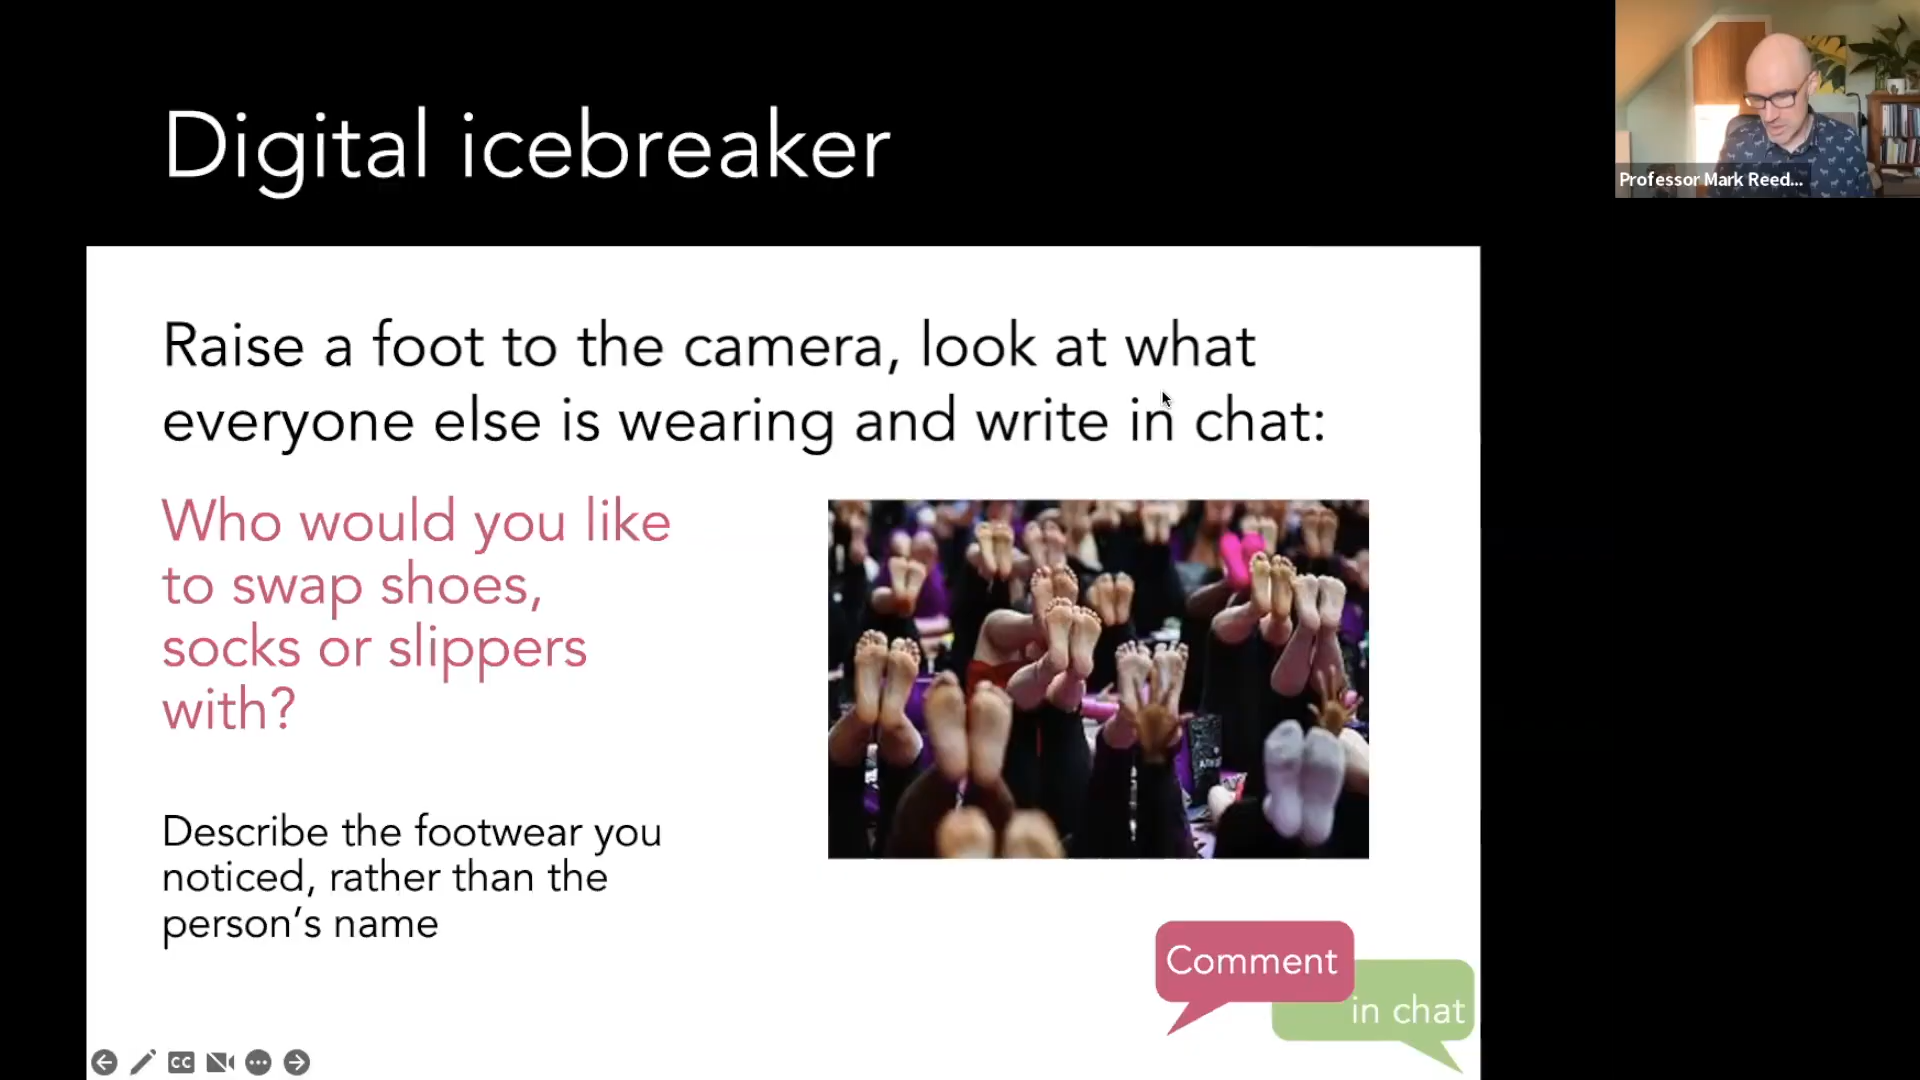 Digital icebreaker
Professor Mark Reed...
Raise a foot to the camera, look at what
everyone else is wearing and write in chat:
Who would you like
to swap shoes,
socks or slippers
with?
Describe the footwear you
noticed, rather than the
person’s name
Comment
in chat
CC